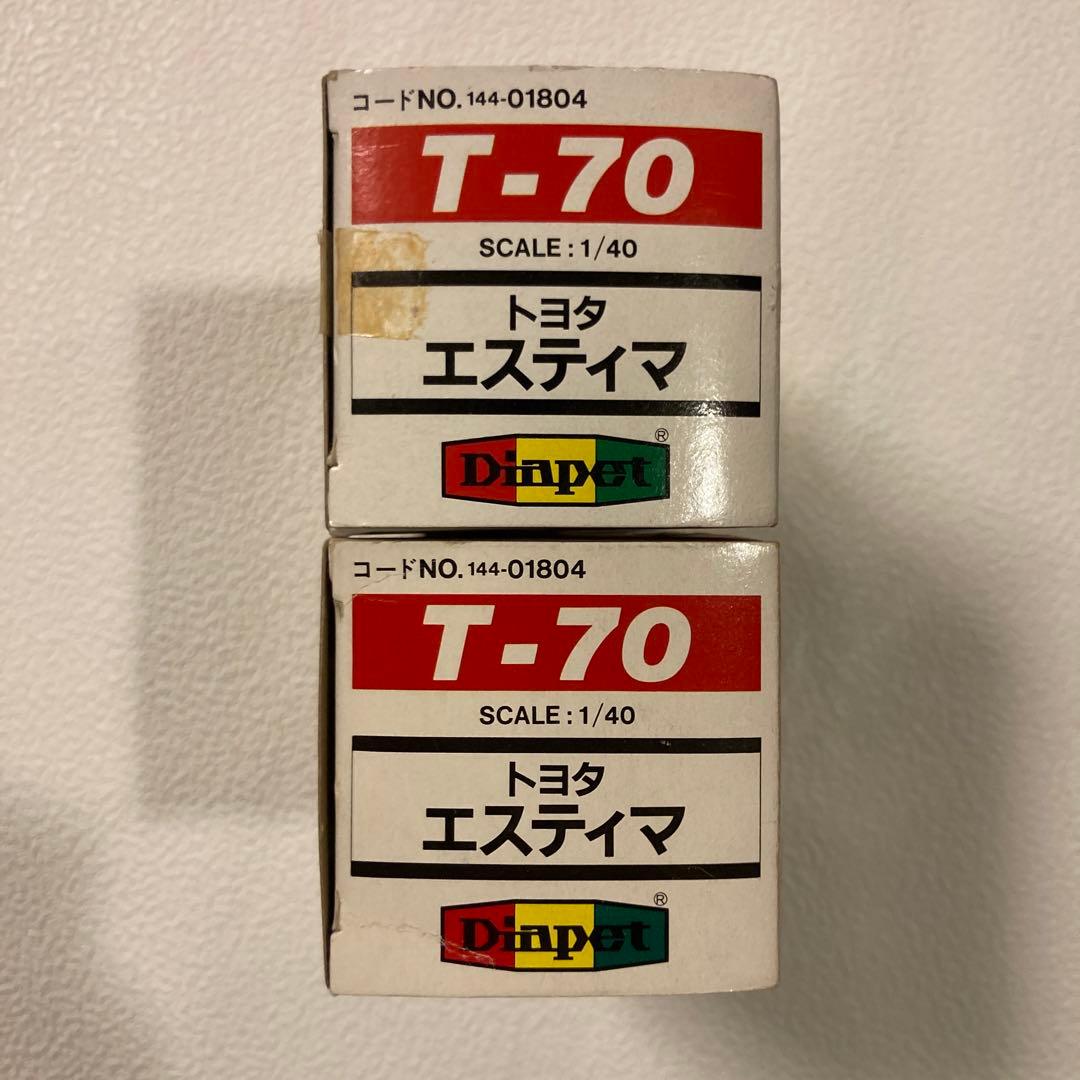 コードNO. 144-01804
T-70
SCALE : 1/40
トヨタ
エスティマ
Diapet®
コードNO. 144-01804
T-70
SCALE : 1/40
トヨタ
エスティマ
Diapet®